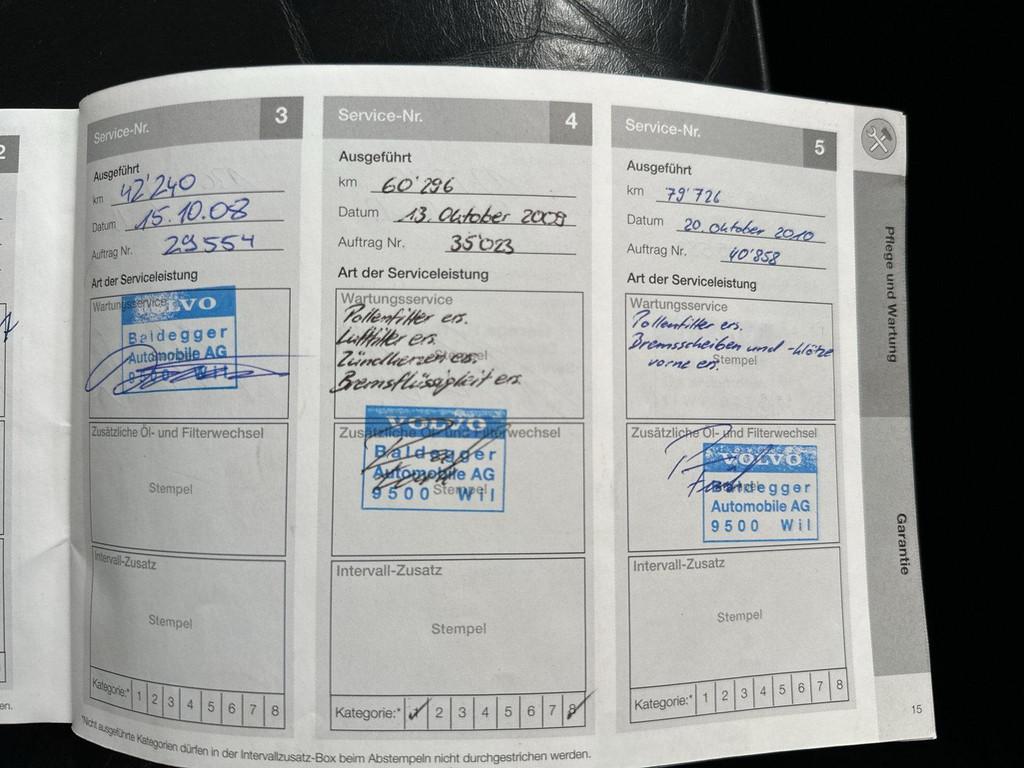 2
en.
Service-Nr. 3
Ausgeführt
km 42'240
Datum 15.10.08
Auftrag Nr. 29554
Art der Serviceleistung
Wartungsservice
VOLVO
Baldegger
Automobile AG
9500 Wil
Zusätzliche Öl- und Filterwechsel
Stempel
Intervall-Zusatz
Stempel
Kategorie:* 1 2 3 4 5 6 7 8
Service-Nr. 4
Ausgeführt
km 60'296
Datum 13. Oktober 2009
Auftrag Nr. 35'023
Art der Serviceleistung
Wartungsservice
Pollenfilter ers.
Luftfilter ers.
Zündkerzen ers.
Bremsflüssigkeit ers.
Stempel
Zusätzliche Öl- und Filterwechsel
VOLVO
Baldegger
Automobile AG
9500 Wil
Stempel
Intervall-Zusatz
Stempel
Kategorie:* 1 2 3 4 5 6 7 8
Service-Nr. 5
Ausgeführt
km 79'726
Datum 20. Oktober 2010
Auftrag Nr. 40'858
Art der Serviceleistung
Wartungsservice
Pollenfilter ers.
Bremsscheiben und -klötze
vorne ers.
Stempel
Zusätzliche Öl- und Filterwechsel
VOLVO
Baldegger
Automobile AG
9500 Wil
Intervall-Zusatz
Stempel
Kategorie:* 1 2 3 4 5 6 7 8
*Nicht ausgeführte Kategorien dürfen in der Intervallzusatz-Box beim Abstempeln nicht durchgestrichen werden.
Pflege und Wartung
Garantie
15